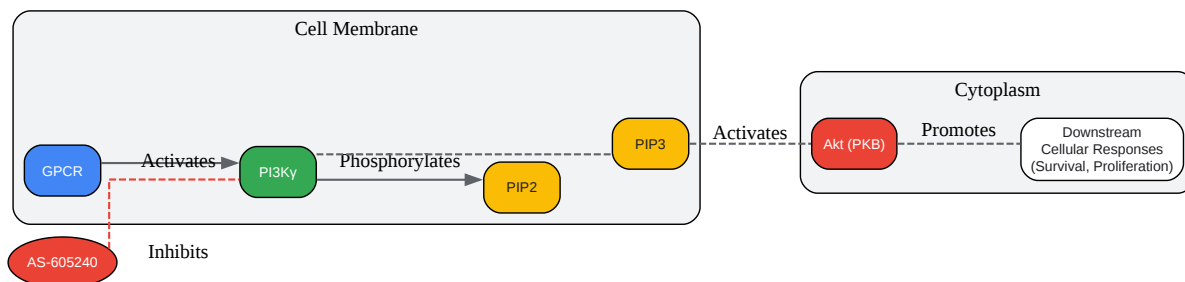 Cell Membrane
Cytoplasm
GPCR
Activates
PI3Kγ
Phosphorylates
PIP2
PIP3
Activates
Akt (PKB)
Promotes
Downstream
Cellular Responses
(Survival, Proliferation)
AS-605240
Inhibits